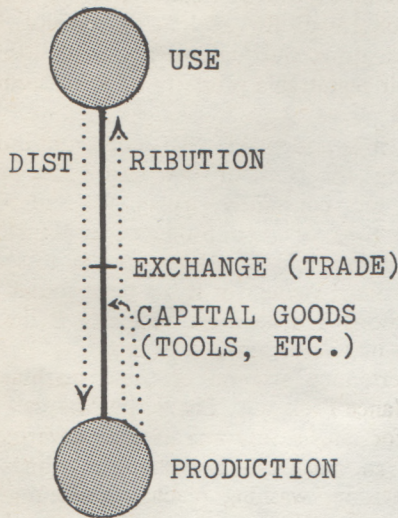 USE
DIST RIBUTION
EXCHANGE (TRADE)
CAPITAL GOODS
(TOOLS, ETC.)
PRODUCTION